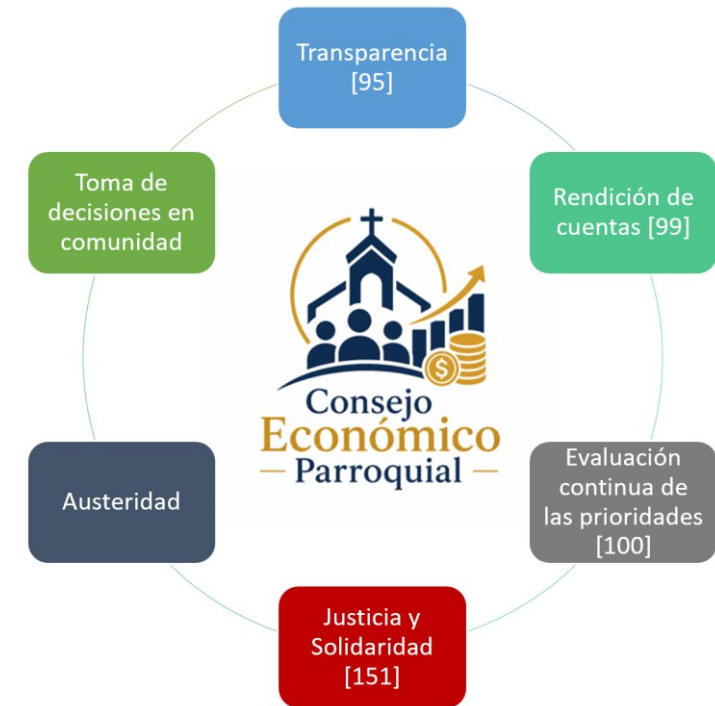 Transparencia
[95]
Toma de
decisiones en
comunidad
Rendición de
cuentas [99]
$
Consejo
Económico
— Parroquial —
Austeridad
Evaluación
continua de
las prioridades
[100]
Justicia y
Solidaridad
[151]